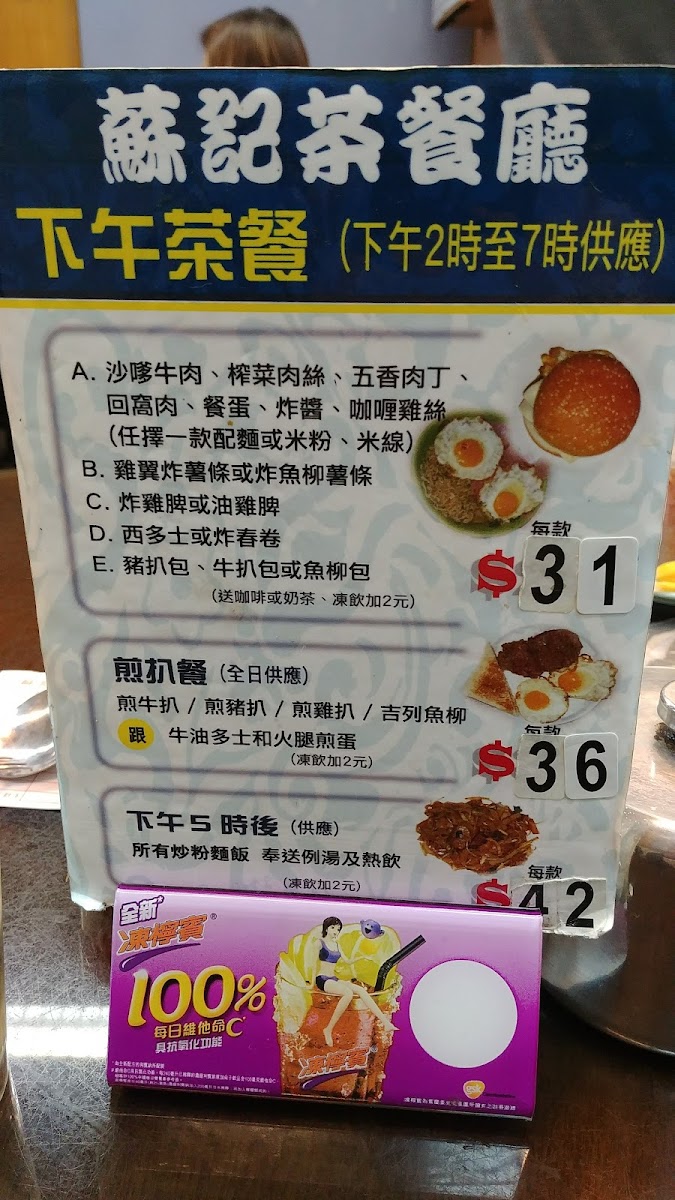 蘇記茶餐廳
下午茶餐 (下午2時至7時供應)
A. 沙嗲牛肉、榨菜肉絲、五香肉丁、
回窩肉、餐蛋、炸醬、咖喱雞絲
(任擇一款配麵或米粉、米線)
B. 雞翼炸薯條或炸魚柳薯條
C. 炸雞脾或油雞脾
D. 西多士或炸春卷
E. 豬扒包、牛扒包或魚柳包
(送咖啡或奶茶、凍飲加2元)
每款
$31
煎扒餐 (全日供應)
煎牛扒 / 煎豬扒 / 煎雞扒 / 吉列魚柳
跟 牛油多士和火腿煎蛋
(凍飲加2元)
每款
$36
下午5時後 (供應)
所有炒粉麵飯 奉送例湯及熱飲
(凍飲加2元)
每款
$42
全新
凍檸賓®
100%
每日維他命C
具抗氧化功能
凍檸賓
gsk